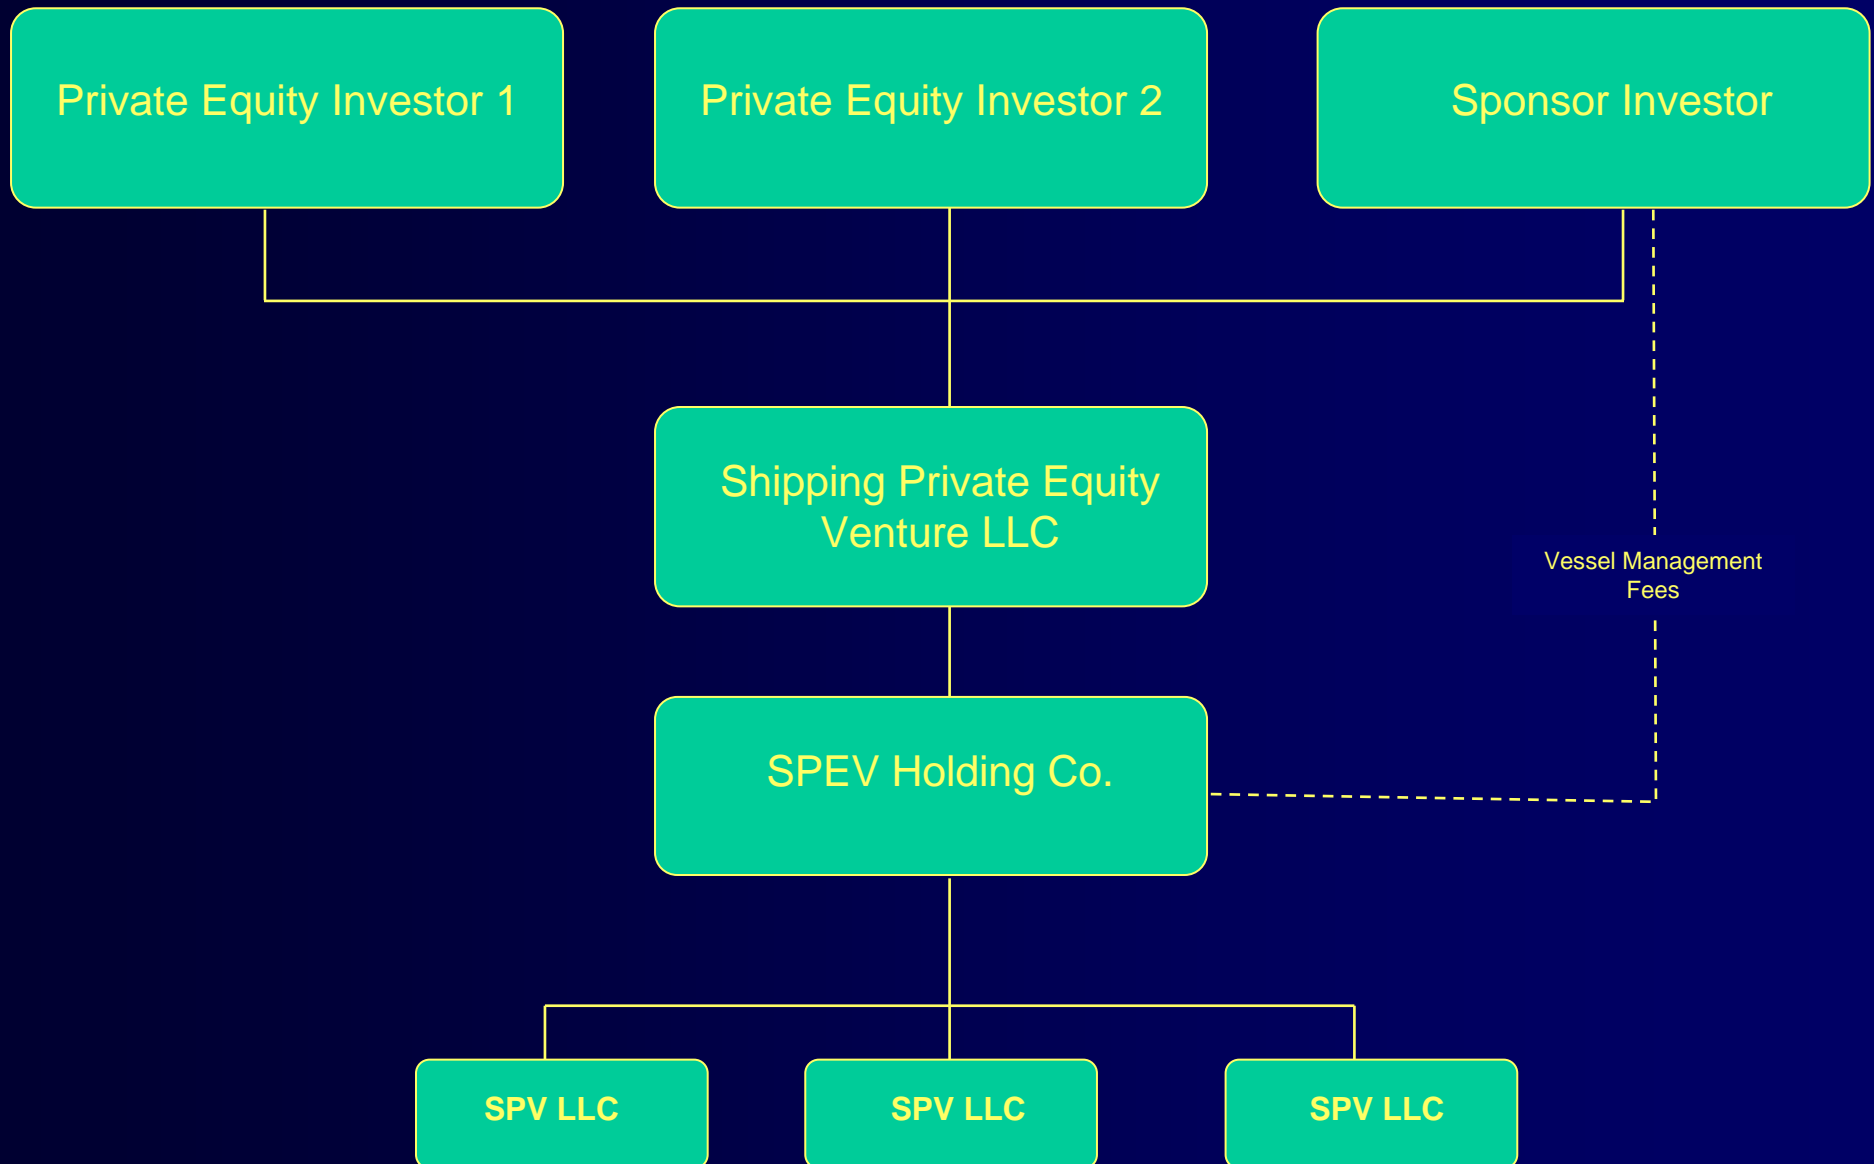 Private Equity Investor 1
Private Equity Investor 2
Sponsor Investor
Shipping Private Equity
Venture LLC
Vessel Management
Fees
SPEV Holding Co.
SPV LLC
SPV LLC
SPV LLC